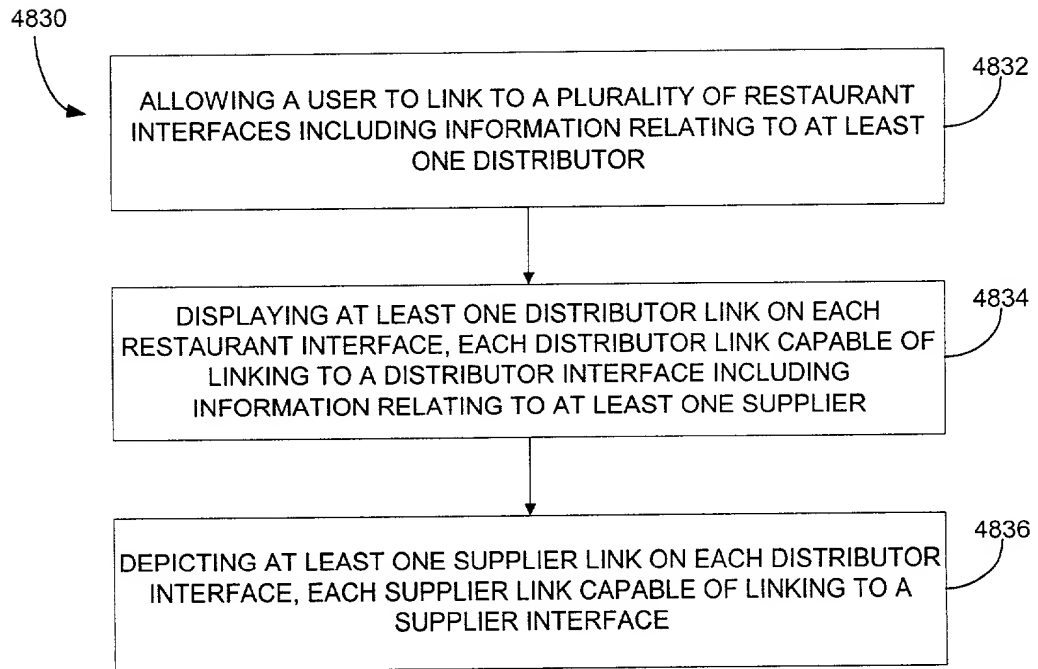 4830
4832
ALLOWING A USER TO LINK TO A PLURALITY OF RESTAURANT
INTERFACES INCLUDING INFORMATION RELATING TO AT LEAST
ONE DISTRIBUTOR
4834
DISPLAYING AT LEAST ONE DISTRIBUTOR LINK ON EACH
RESTAURANT INTERFACE, EACH DISTRIBUTOR LINK CAPABLE OF
LINKING TO A DISTRIBUTOR INTERFACE INCLUDING
INFORMATION RELATING TO AT LEAST ONE SUPPLIER
4836
DEPICTING AT LEAST ONE SUPPLIER LINK ON EACH DISTRIBUTOR
INTERFACE, EACH SUPPLIER LINK CAPABLE OF LINKING TO A
SUPPLIER INTERFACE